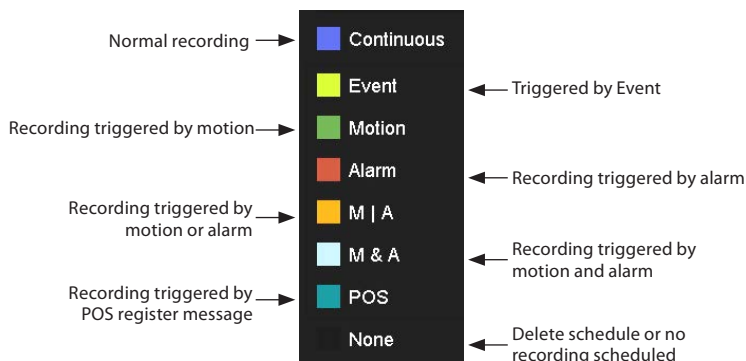 Normal recording
Continuous
Event
Triggered by Event
Recording triggered by motion
Motion
Alarm
Recording triggered by alarm
Recording triggered by
motion or alarm
M | A
M & A
Recording triggered by
motion and alarm
Recording triggered by
POS register message
POS
None
Delete schedule or no
recording scheduled